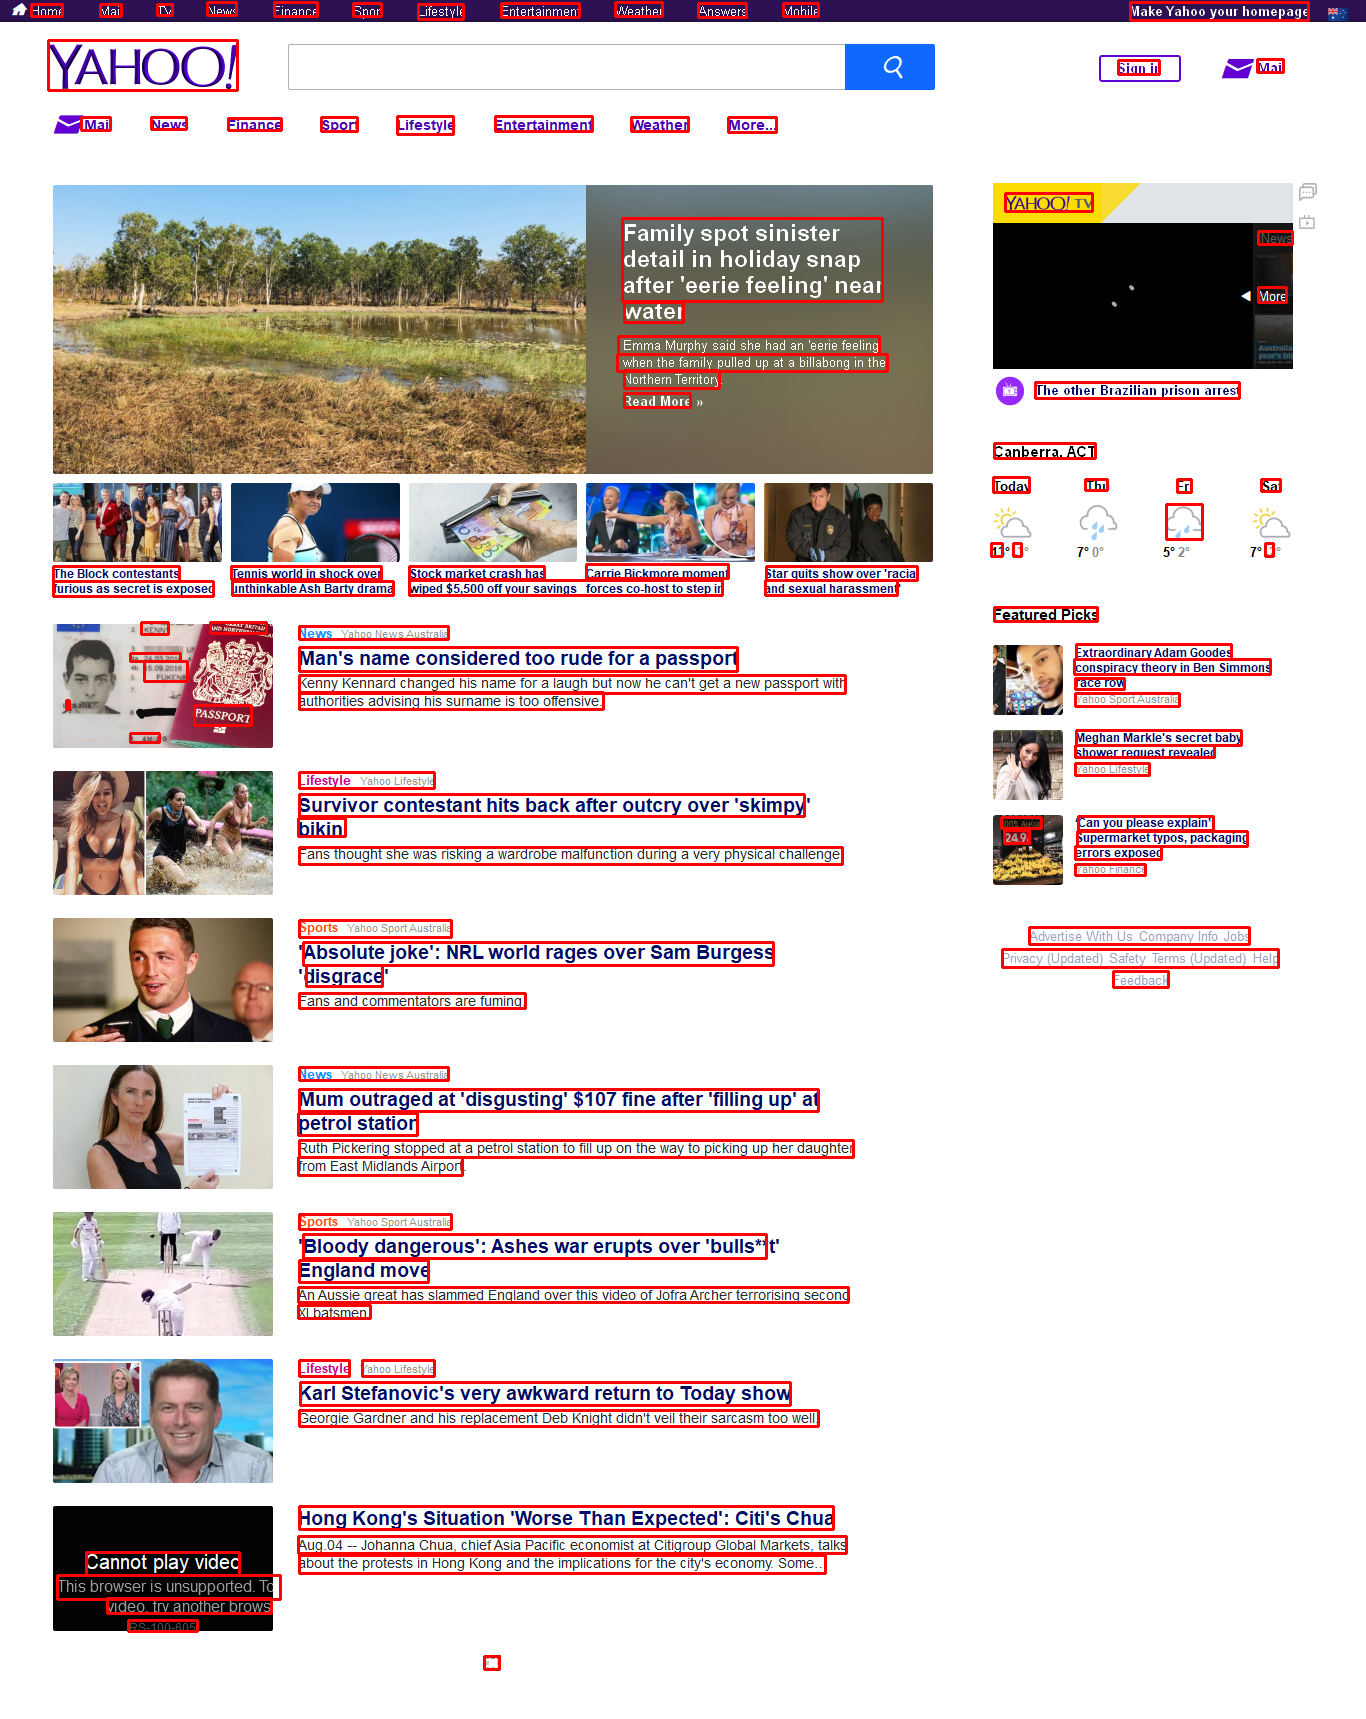 Home Mail Tv News Finance Sport Lifestyle Entertainment Weather Answers Mobile Make Yahoo your homepage
YAHOO!
Sign in Mail
Mail News Finance Sport Lifestyle Entertainment Weather More...
Family spot sinister
detail in holiday snap
after 'eerie feeling' near
water
Emma Murphy said she had an 'eerie feeling
when the family pulled up at a billabong in the
Northern Territory.
Read More »
YAHOO! TV
News
More
The other Brazilian prison arrest
Canberra, ACT
Today Thu Fri Sat
11° 1° 7° 0° 5° 2° 7° 1°
The Block contestants
furious as secret is exposed
Tennis world in shock over
unthinkable Ash Barty drama
Stock market crash has
wiped $5,500 off your savings
Carrie Bickmore moment
forces co-host to step in
Star quits show over 'racial
and sexual harassment'
PASSPORT
News Yahoo News Australia
Man's name considered too rude for a passport
Kenny Kennard changed his name for a laugh but now he can't get a new passport with
authorities advising his surname is too offensive.
Lifestyle Yahoo Lifestyle
Survivor contestant hits back after outcry over 'skimpy'
bikini
Fans thought she was risking a wardrobe malfunction during a very physical challenge.
Sports Yahoo Sport Australia
'Absolute joke': NRL world rages over Sam Burgess
'disgrace'
Fans and commentators are fuming.
News Yahoo News Australia
Mum outraged at 'disgusting' $107 fine after 'filling up' at
petrol station
Ruth Pickering stopped at a petrol station to fill up on the way to picking up her daughter
from East Midlands Airport.
Sports Yahoo Sport Australia
'Bloody dangerous': Ashes war erupts over 'bulls**t'
England move
An Aussie great has slammed England over this video of Jofra Archer terrorising second
XI batsmen.
Lifestyle Yahoo Lifestyle
Karl Stefanovic's very awkward return to Today show
Georgie Gardner and his replacement Deb Knight didn't veil their sarcasm too well.
Cannot play video
This browser is unsupported. To
video, try another brows
RS-100-605
Hong Kong's Situation 'Worse Than Expected': Citi's Chua
Aug.04 -- Johanna Chua, chief Asia Pacific economist at Citigroup Global Markets, talks
about the protests in Hong Kong and the implications for the city's economy. Some...
Featured Picks
Extraordinary Adam Goodes
conspiracy theory in Ben Simmons
race row
Yahoo Sport Australia
Meghan Markle's secret baby
shower request revealed
Yahoo Lifestyle
24.9
'Can you please explain':
Supermarket typos, packaging
errors exposed
Yahoo Finance
Advertise With Us Company Info Jobs
Privacy (Updated) Safety Terms (Updated) Help
Feedback